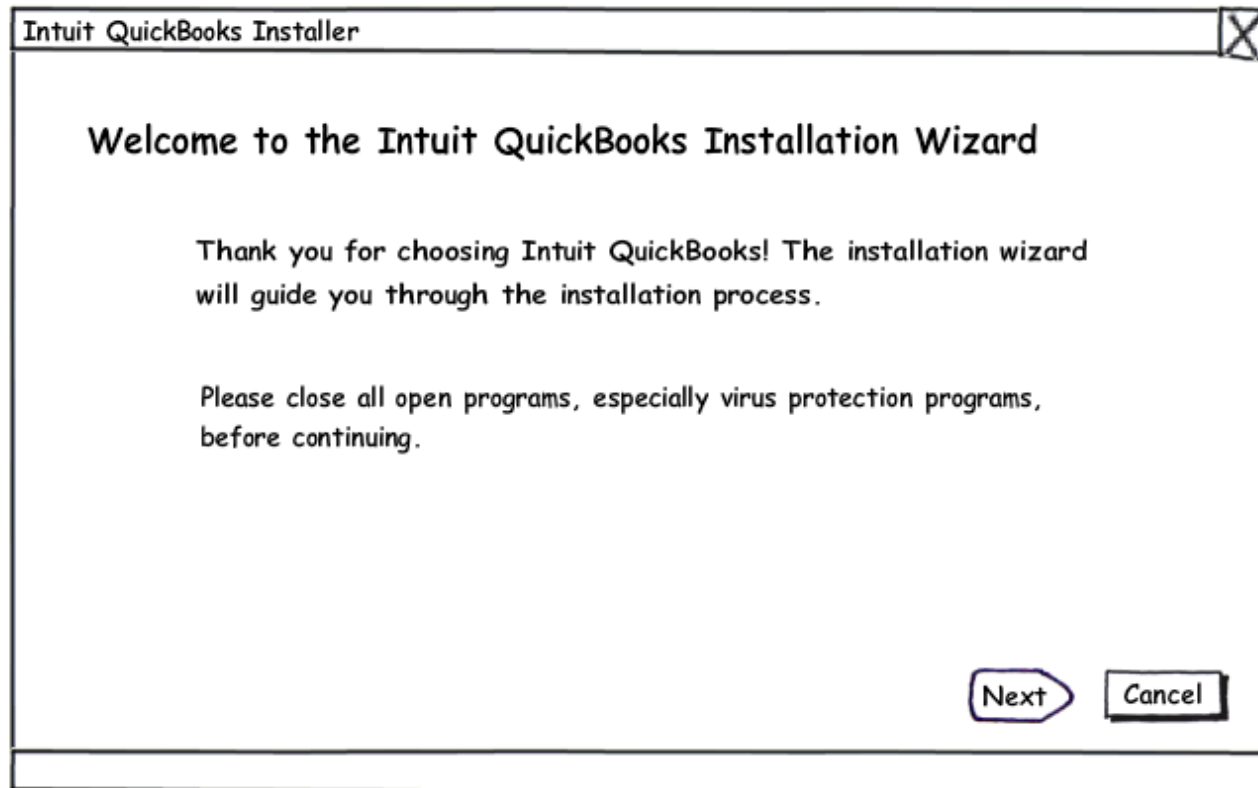 Intuit QuickBooks Installer
Welcome to the Intuit QuickBooks Installation Wizard
Thank you for choosing Intuit QuickBooks! The installation wizard
will guide you through the installation process.
Please close all open programs, especially virus protection programs,
before continuing.
Next
Cancel